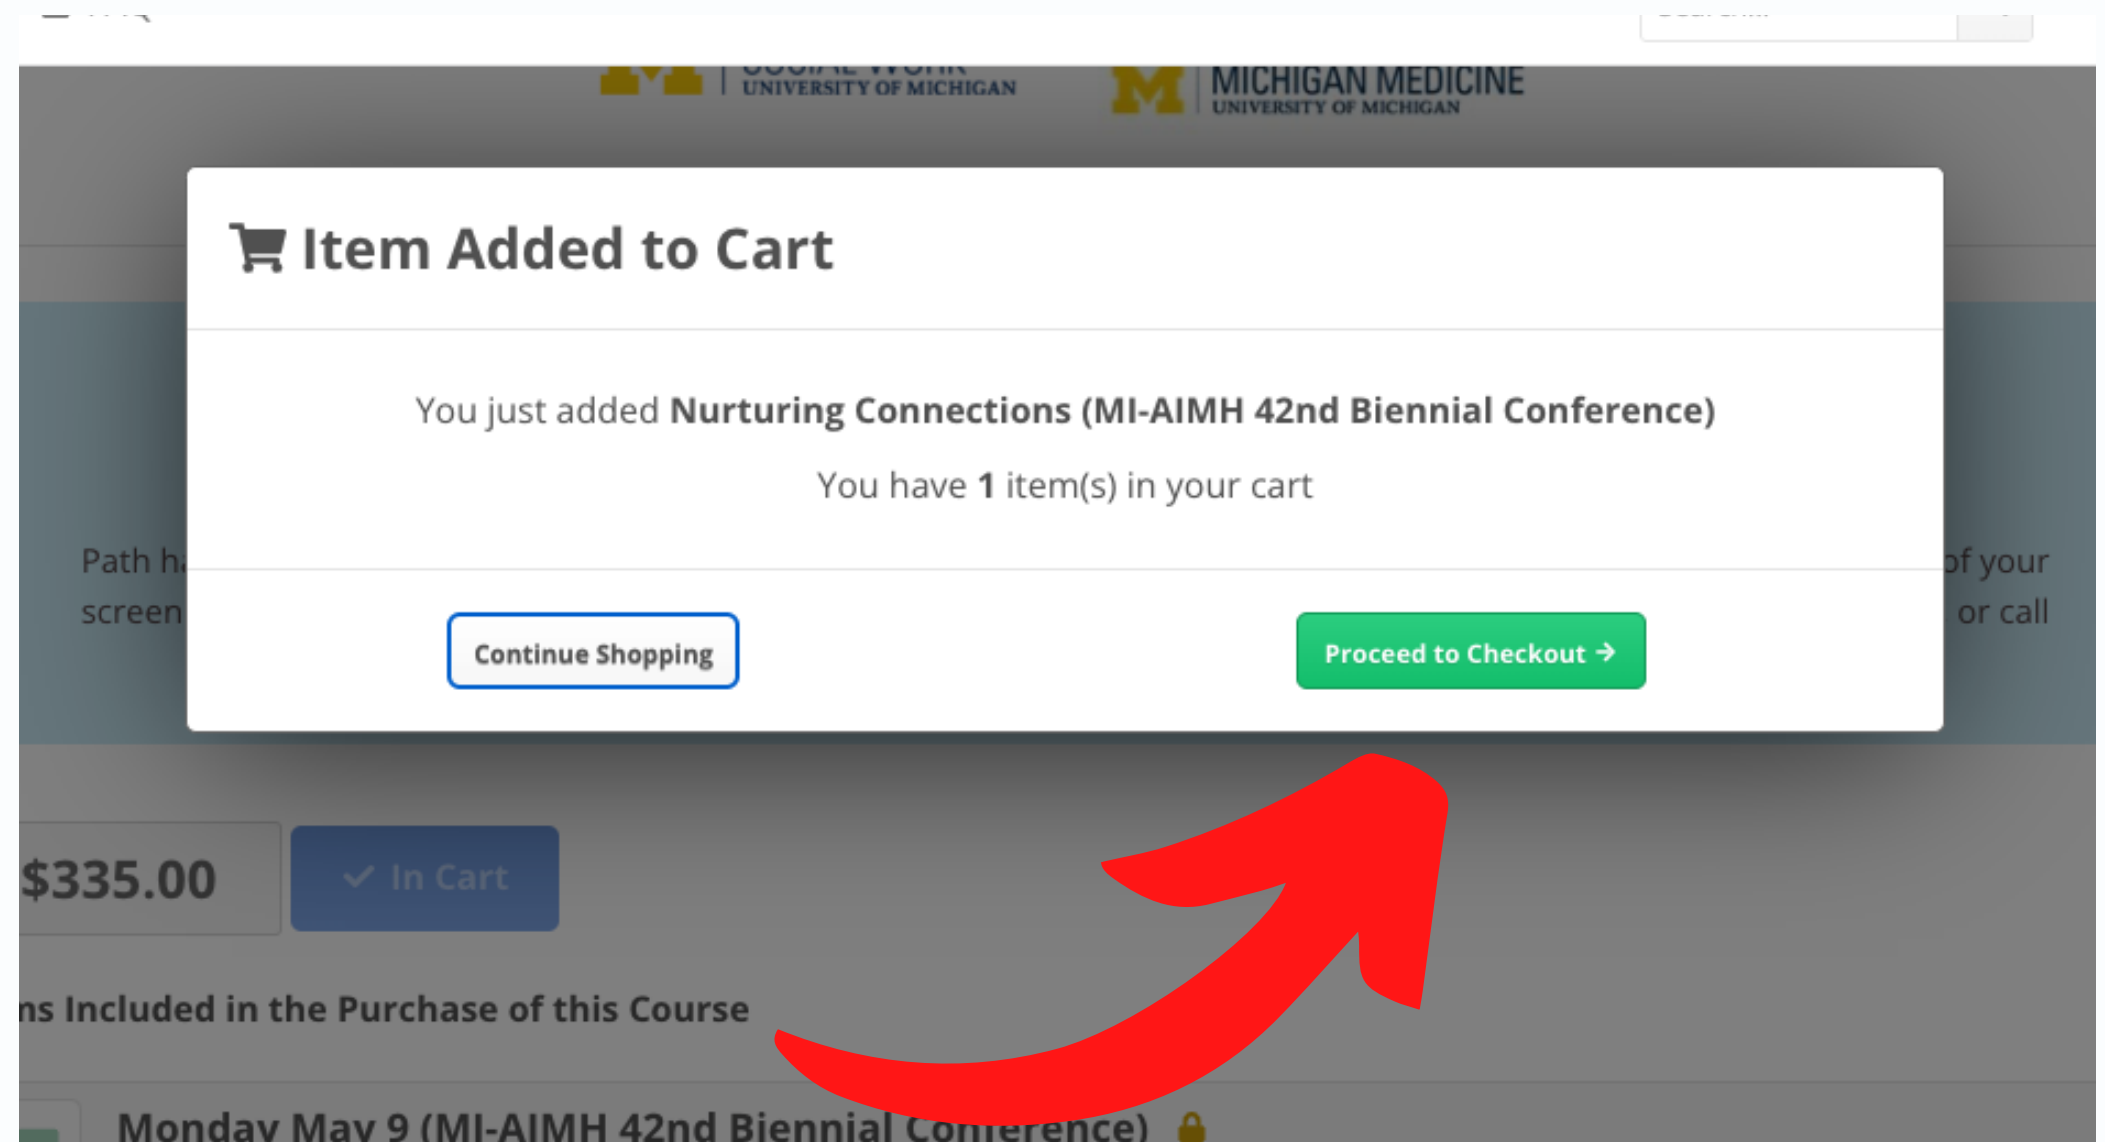 UNIVERSITY OF MICHIGAN
MICHIGAN MEDICINE
UNIVERSITY OF MICHIGAN
Item Added to Cart
You just added Nurturing Connections (MI-AIMH 42nd Biennial Conference)
You have 1 item(s) in your cart
Path
of your
screen
or call
Continue Shopping
Proceed to Checkout →
$335.00
✓ In Cart
Included in the Purchase of this Course
Monday May 9 (MI-AIMH 42nd Biennial Conference)